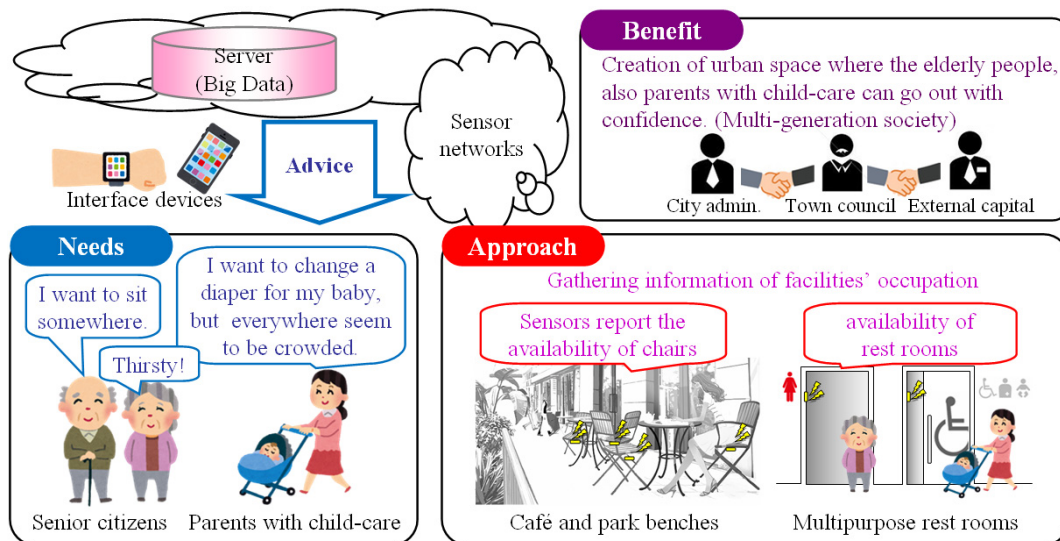 Server
(Big Data)
Sensor
networks
Advice
Interface devices
Benefit
Creation of urban space where the elderly people,
also parents with child-care can go out with
confidence. (Multi-generation society)
City admin.
Town council
External capital
Needs
I want to sit
somewhere.
Thirsty!
I want to change a
diaper for my baby,
but everywhere seem
to be crowded.
Senior citizens
Parents with child-care
Approach
Gathering information of facilities’ occupation
Sensors report the
availability of chairs
availability of
rest rooms
Café and park benches
Multipurpose rest rooms